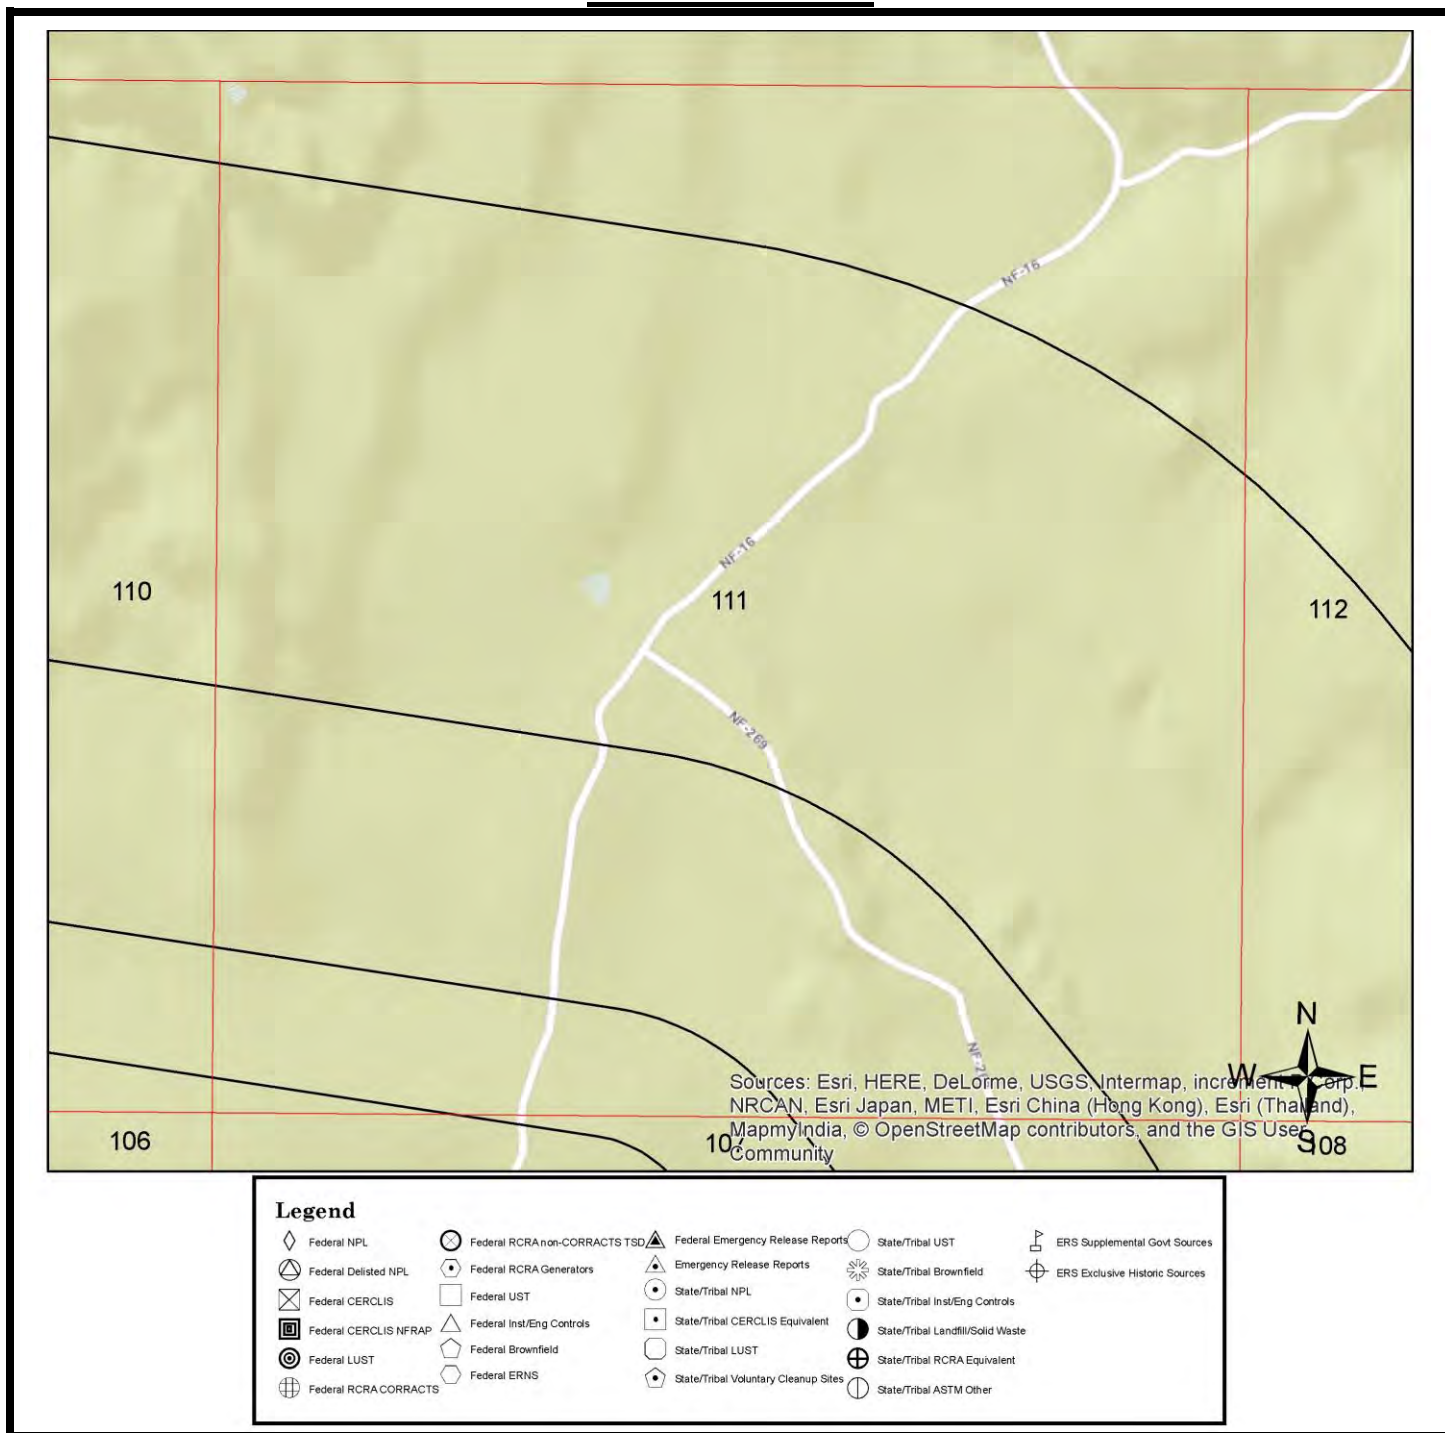 NF-16
NF-16
110
111
112
NF-269
N
W
E
S
Sources: Esri, HERE, DeLorme, USGS, Intermap, increment P Corp.,
NRCAN, Esri Japan, METI, Esri China (Hong Kong), Esri (Thailand),
MapmyIndia, © OpenStreetMap contributors, and the GIS User
Community
106
107
108
Legend
Federal NPL
Federal Delisted NPL
Federal CERCLIS
Federal CERCLIS NFRAP
Federal LUST
Federal RCRA CORRACTS
Federal RCRA non-CORRACTS TSD
Federal RCRA Generators
Federal UST
Federal Inst/Eng Controls
Federal Brownfield
Federal ERNS
Federal Emergency Release Reports
Emergency Release Reports
State/Tribal NPL
State/Tribal CERCLIS Equivalent
State/Tribal LUST
State/Tribal Voluntary Cleanup Sites
State/Tribal UST
State/Tribal Brownfield
State/Tribal Inst/Eng Controls
State/Tribal Landfill/Solid Waste
State/Tribal RCRA Equivalent
State/Tribal ASTM Other
ERS Supplemental Govt Sources
ERS Exclusive Historic Sources